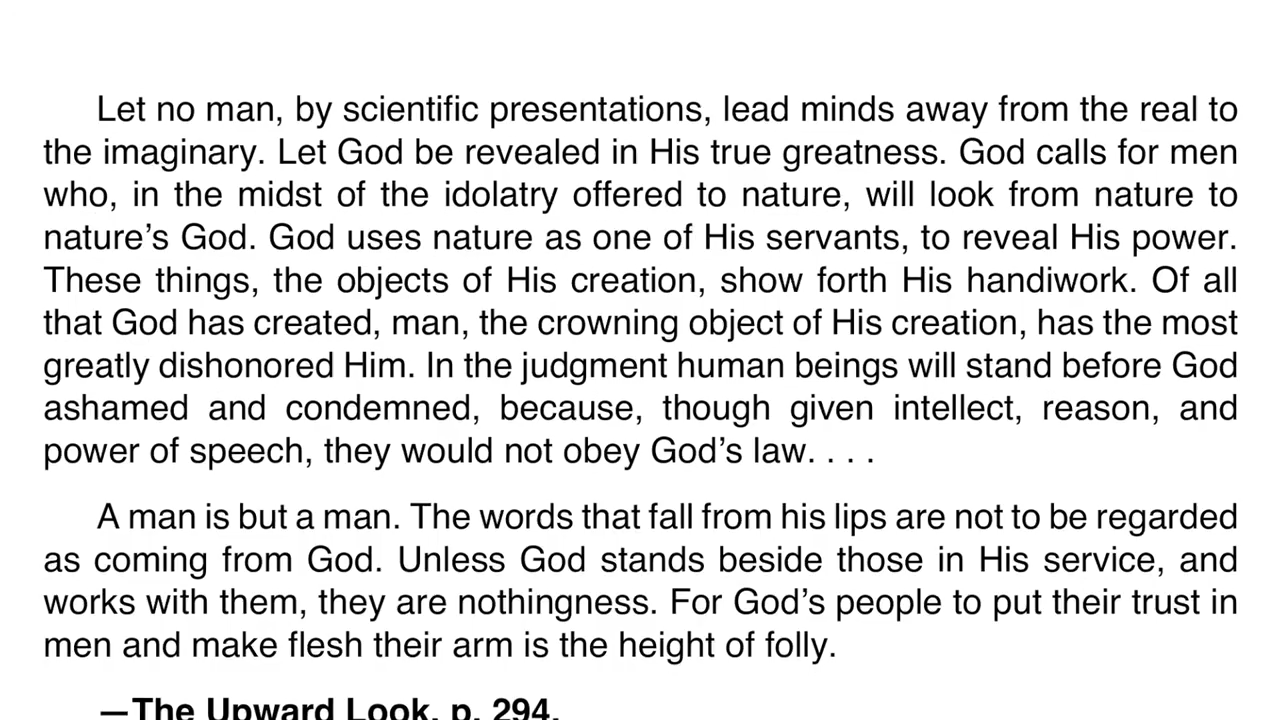 Let no man, by scientific presentations, lead minds away from the real to
the imaginary. Let God be revealed in His true greatness. God calls for men
who, in the midst of the idolatry offered to nature, will look from nature to
nature’s God. God uses nature as one of His servants, to reveal His power.
These things, the objects of His creation, show forth His handiwork. Of all
that God has created, man, the crowning object of His creation, has the most
greatly dishonored Him. In the judgment human beings will stand before God
ashamed and condemned, because, though given intellect, reason, and
power of speech, they would not obey God’s law. . . .
A man is but a man. The words that fall from his lips are not to be regarded
as coming from God. Unless God stands beside those in His service, and
works with them, they are nothingness. For God’s people to put their trust in
men and make flesh their arm is the height of folly.
—The Upward Look, p. 294.